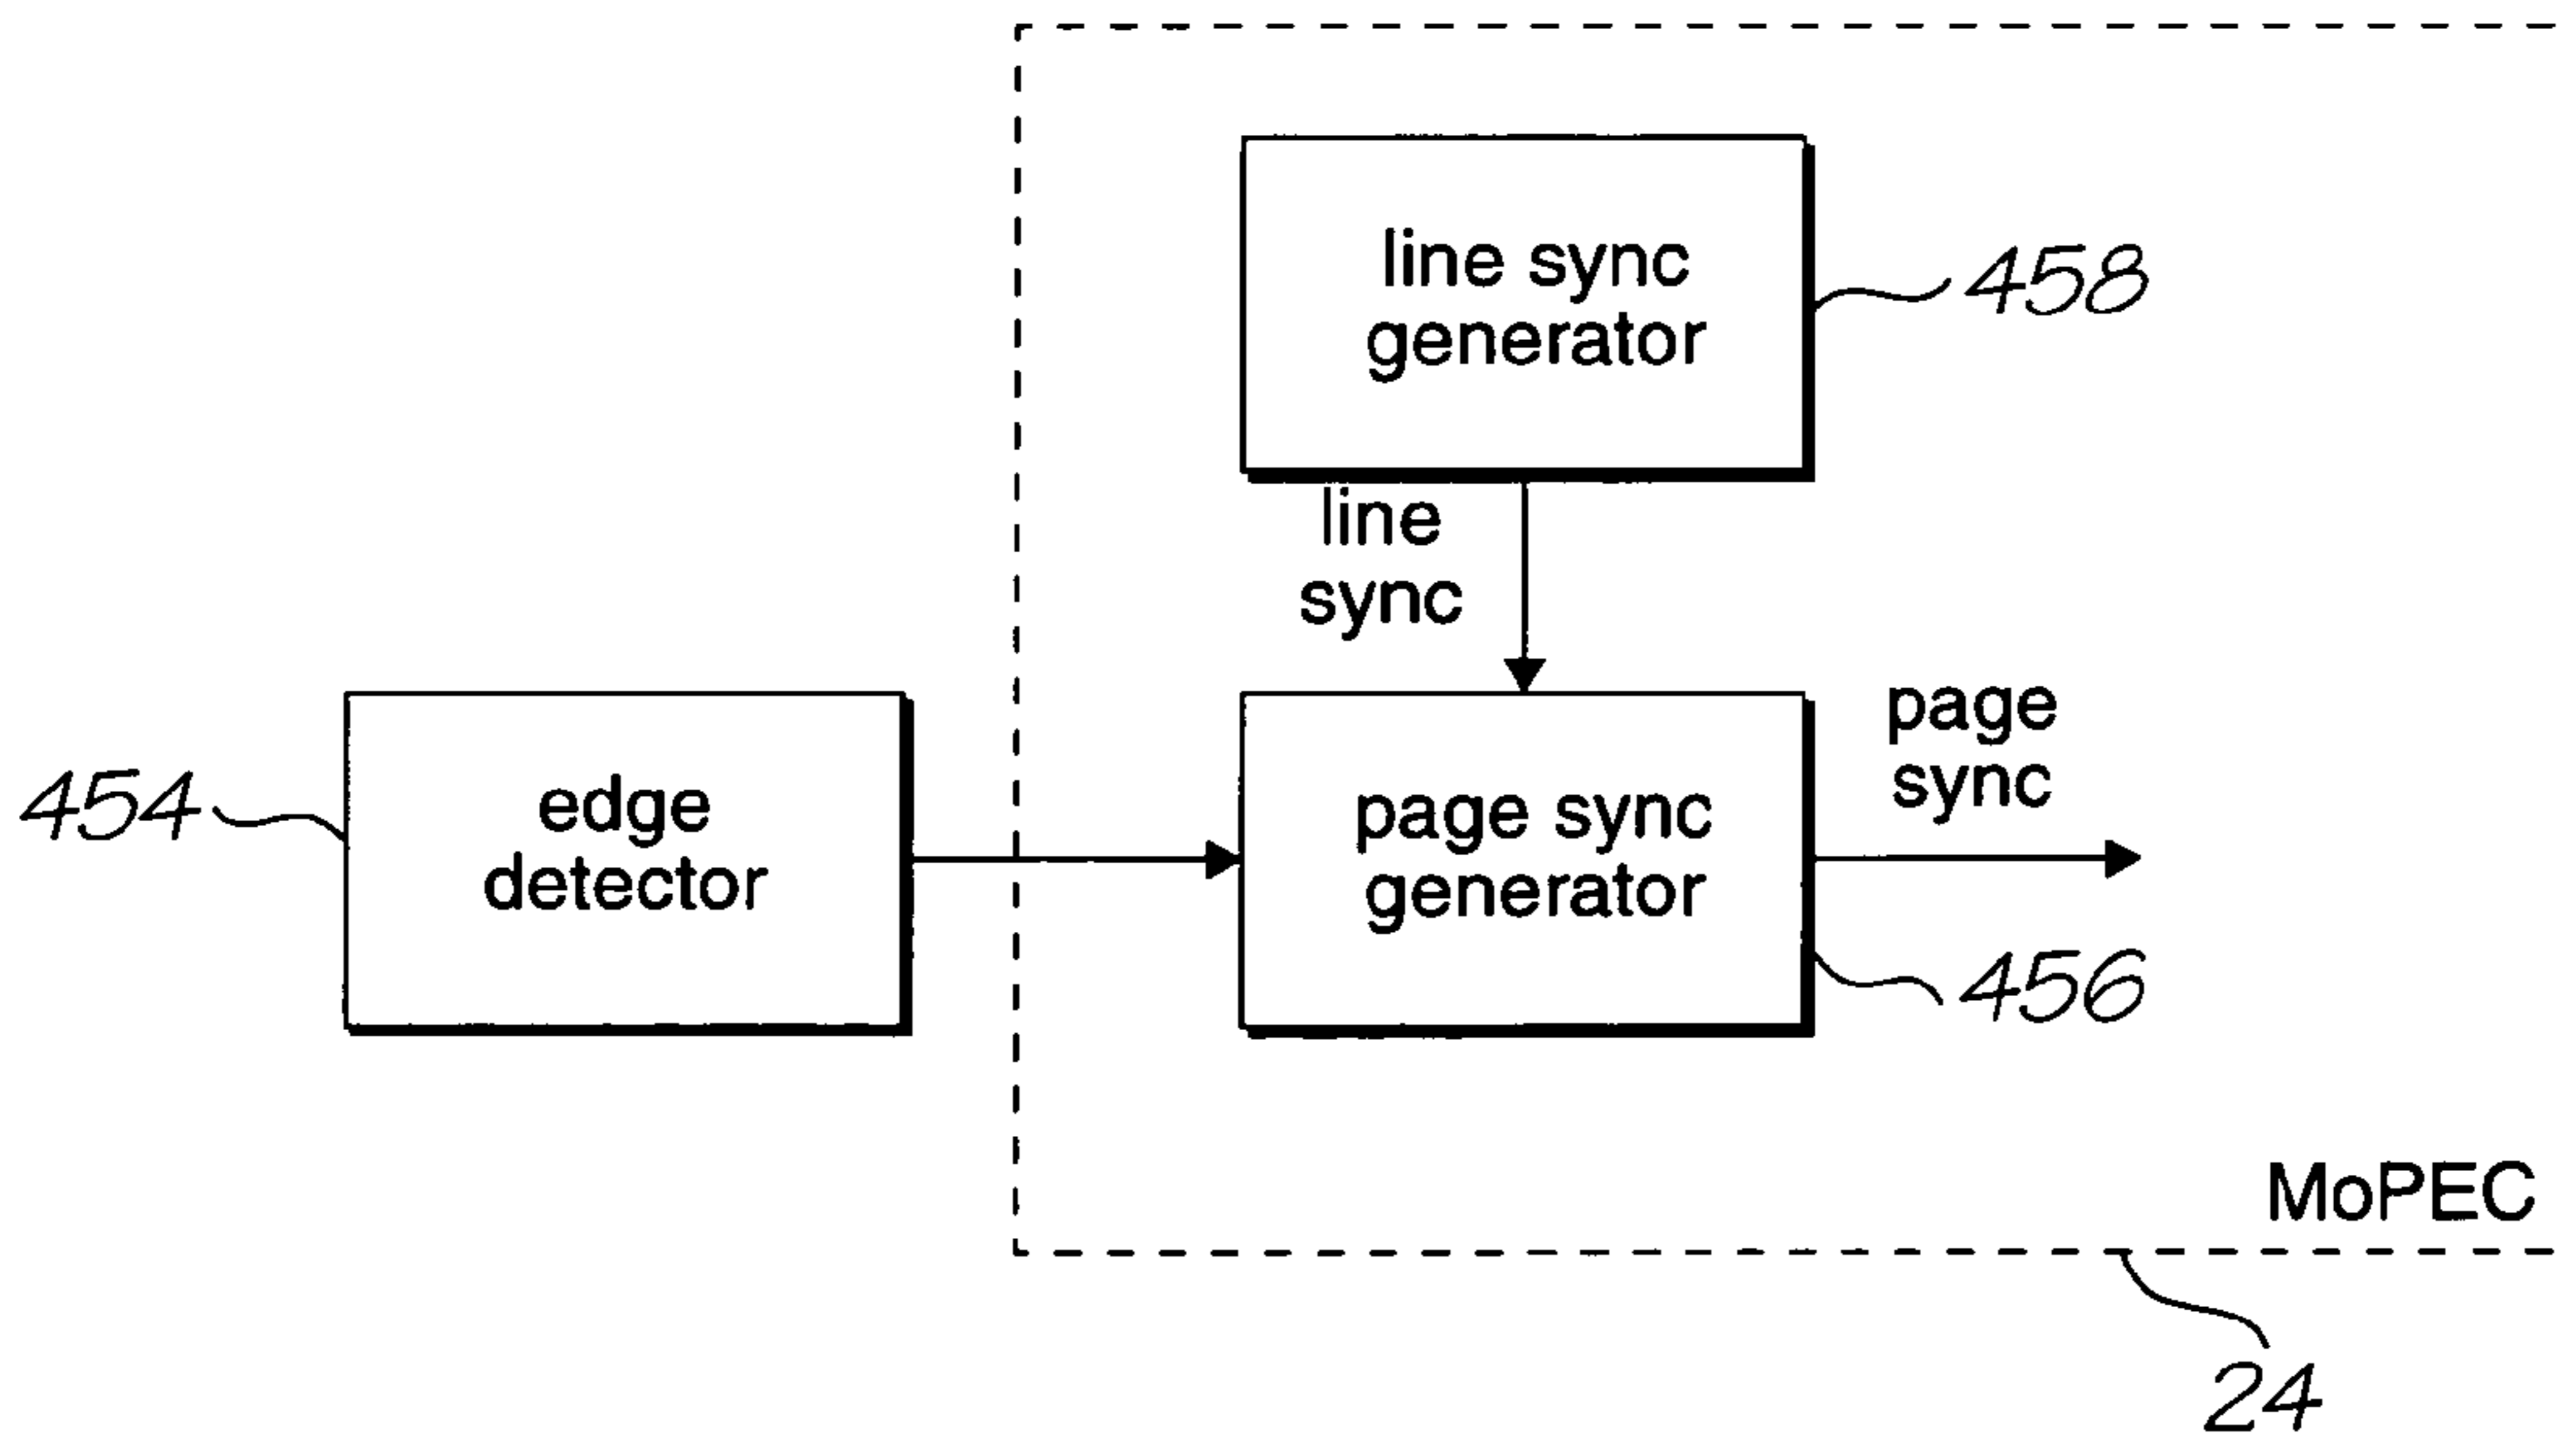 line sync
generator
458
line
sync
page
sync
edge
detector
454
page sync
generator
456
MoPEC
24